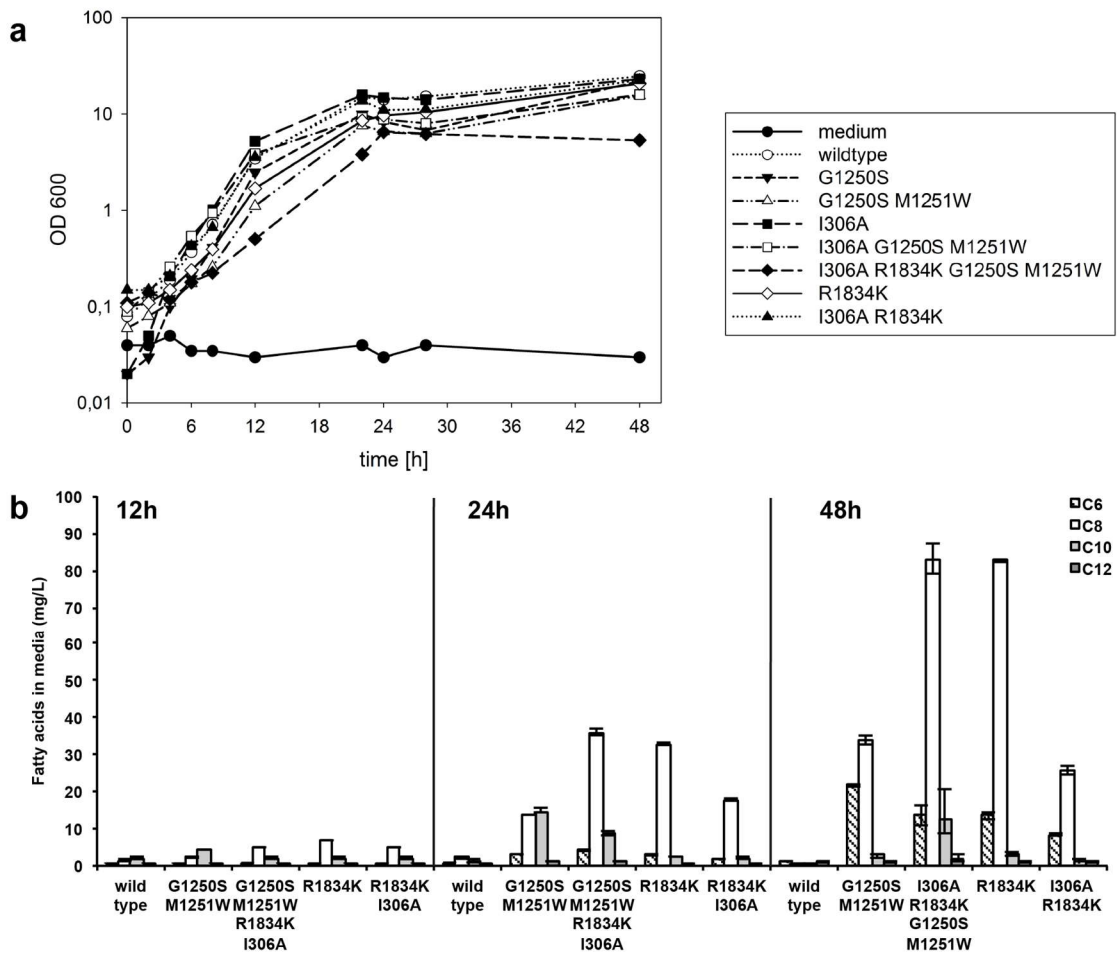 a
100
10
1
0,1
0,01
OD 600
0 6 12 18 24 30 36 42 48
time [h]
medium
wildtype
G1250S
G1250S M1251W
I306A
I306A G1250S M1251W
I306A R1834K G1250S M1251W
R1834K
I306A R1834K
b
Fatty acids in media (mg/L)
100
90
80
70
60
50
40
30
20
10
0
12h
wild
type
G1250S
M1251W
G1250S
M1251W
R1834K
I306A
R1834K
R1834K
I306A
24h
wild
type
G1250S
M1251W
G1250S
M1251W
R1834K
I306A
R1834K
R1834K
I306A
48h
wild
type
G1250S
M1251W
I306A
R1834K
G1250S
M1251W
R1834K
I306A
R1834K
C6
C8
C10
C12